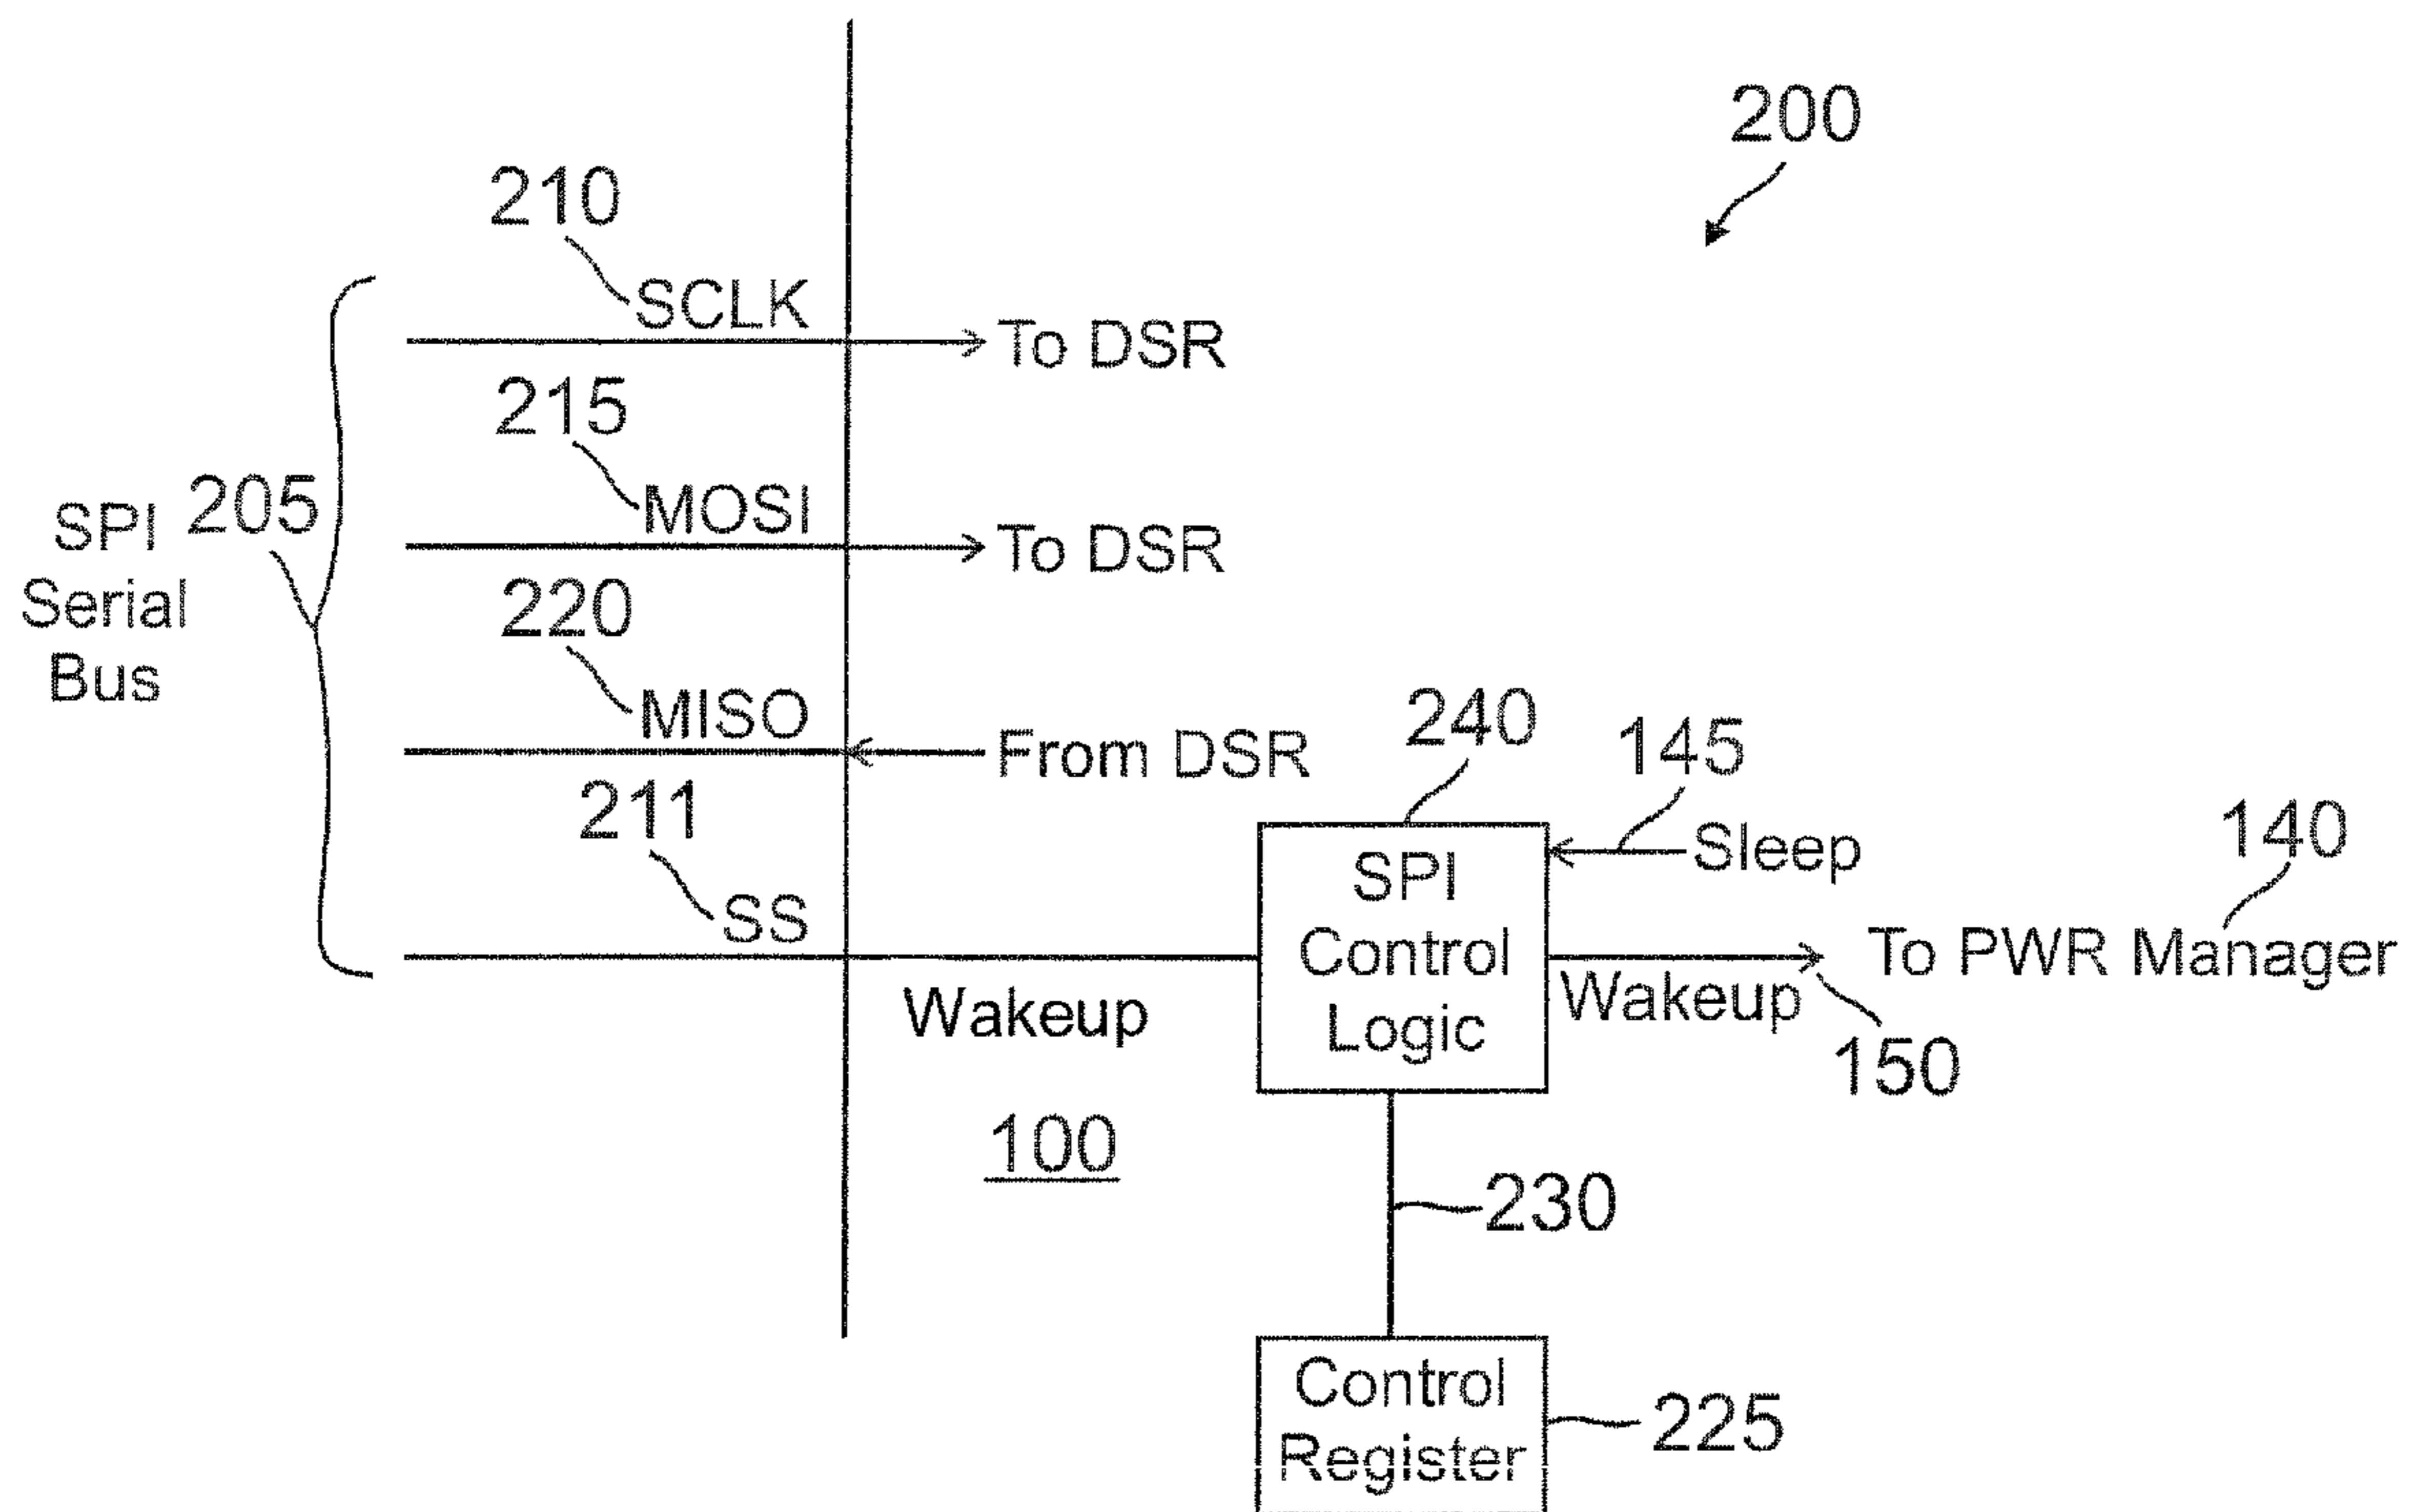 200
210
SCLK
To DSR
215
MOSI
To DSR
SPI
Serial
Bus
205
220
MISO
From DSR
211
SS
Wakeup
240
SPI
Control
Logic
145
Sleep
140
To PWR Manager
Wakeup
150
100
230
Control
Register
225